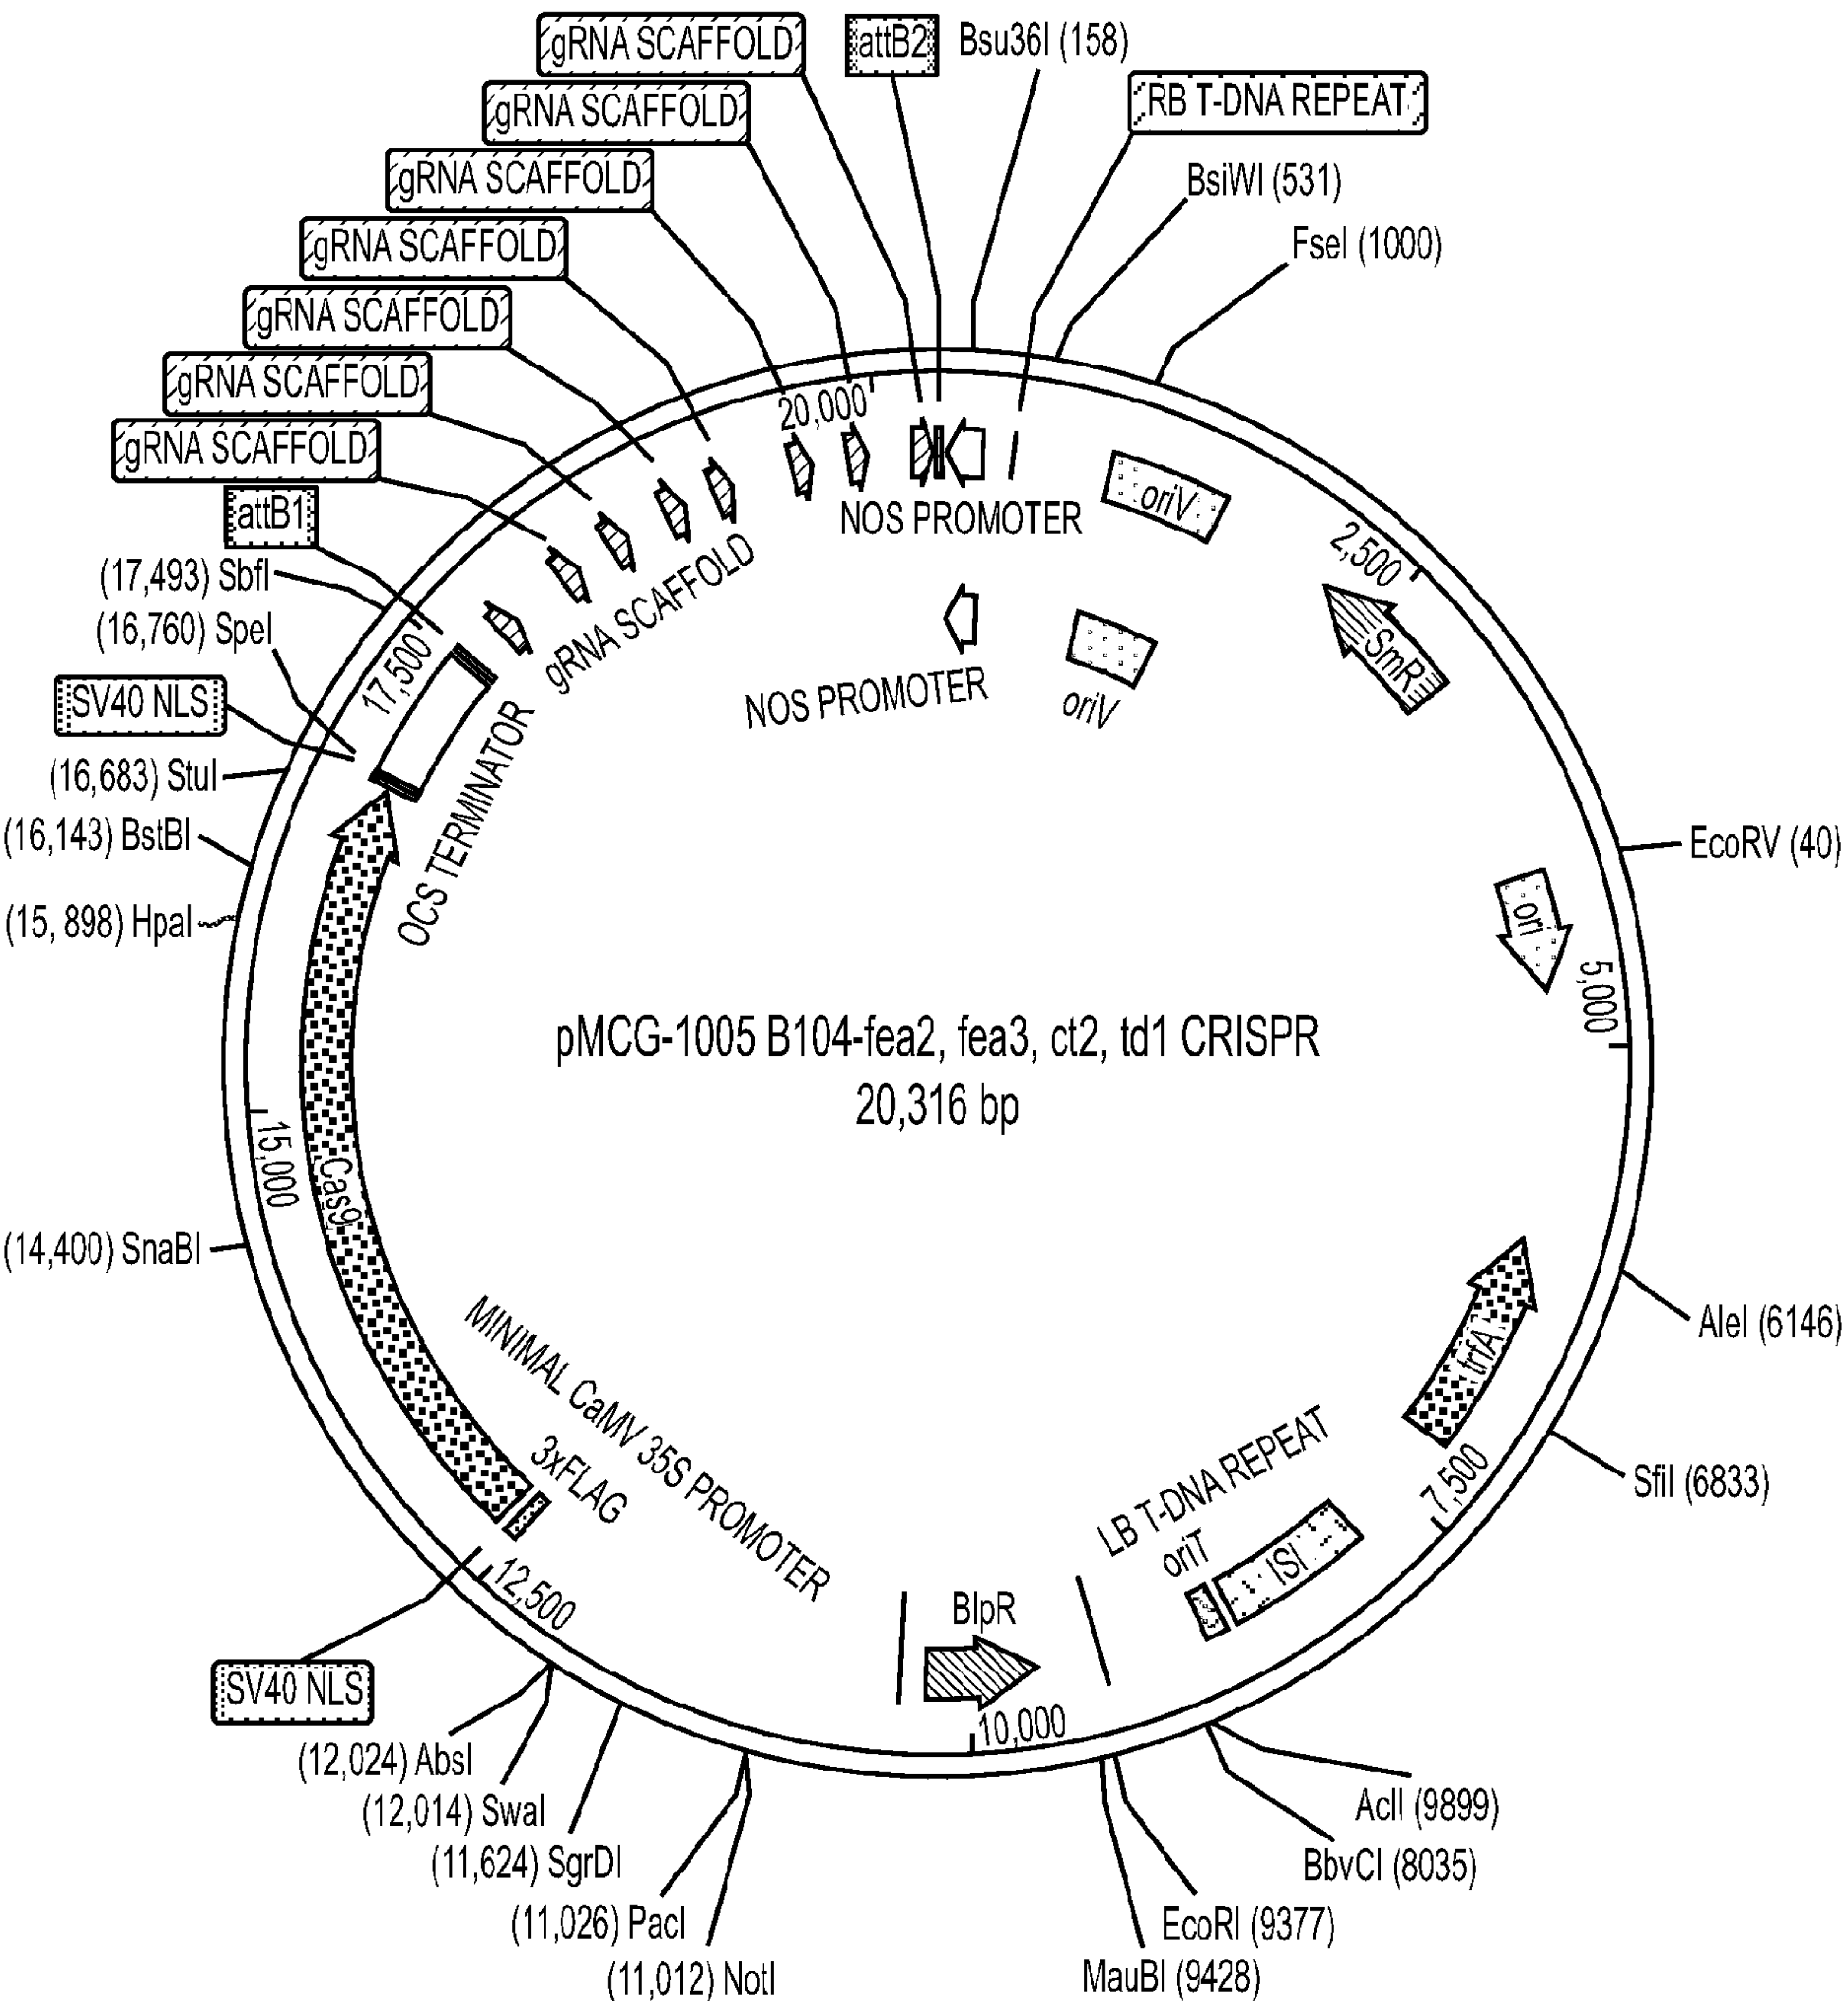 gRNA SCAFFOLD
attB2
Bsu36I (158)
gRNA SCAFFOLD
RB T-DNA REPEAT
gRNA SCAFFOLD
BsiWI (531)
gRNA SCAFFOLD
FseI (1000)
gRNA SCAFFOLD
gRNA SCAFFOLD
gRNA SCAFFOLD
attB1
(17,493) SbfI
(16,760) SpeI
SV40 NLS
(16,683) StuI
(16,143) BstBI
(15, 898) HpaI
(14,400) SnaBI
20,000
NOS PROMOTER
oriV
2,500
SmR
gRNA SCAFFOLD
17,500
OCS TERMINATOR
NOS PROMOTER
oriV
EcoRV (40)
ori
5,000
pMCG-1005 B104-fea2, fea3, ct2, td1 CRISPR
20,316 bp
15,000
Cas9
AleI (6146)
trfA
SfiI (6833)
7,500
MINIMAL CaMV 35S PROMOTER
3xFLAG
LB T-DNA REPEAT
oriT
ISI
12,500
BlpR
10,000
SV40 NLS
(12,024) AbsI
(12,014) SwaI
(11,624) SgrDI
(11,026) PacI
(11,012) NotI
AclI (9899)
BbvCI (8035)
EcoRI (9377)
MauBI (9428)